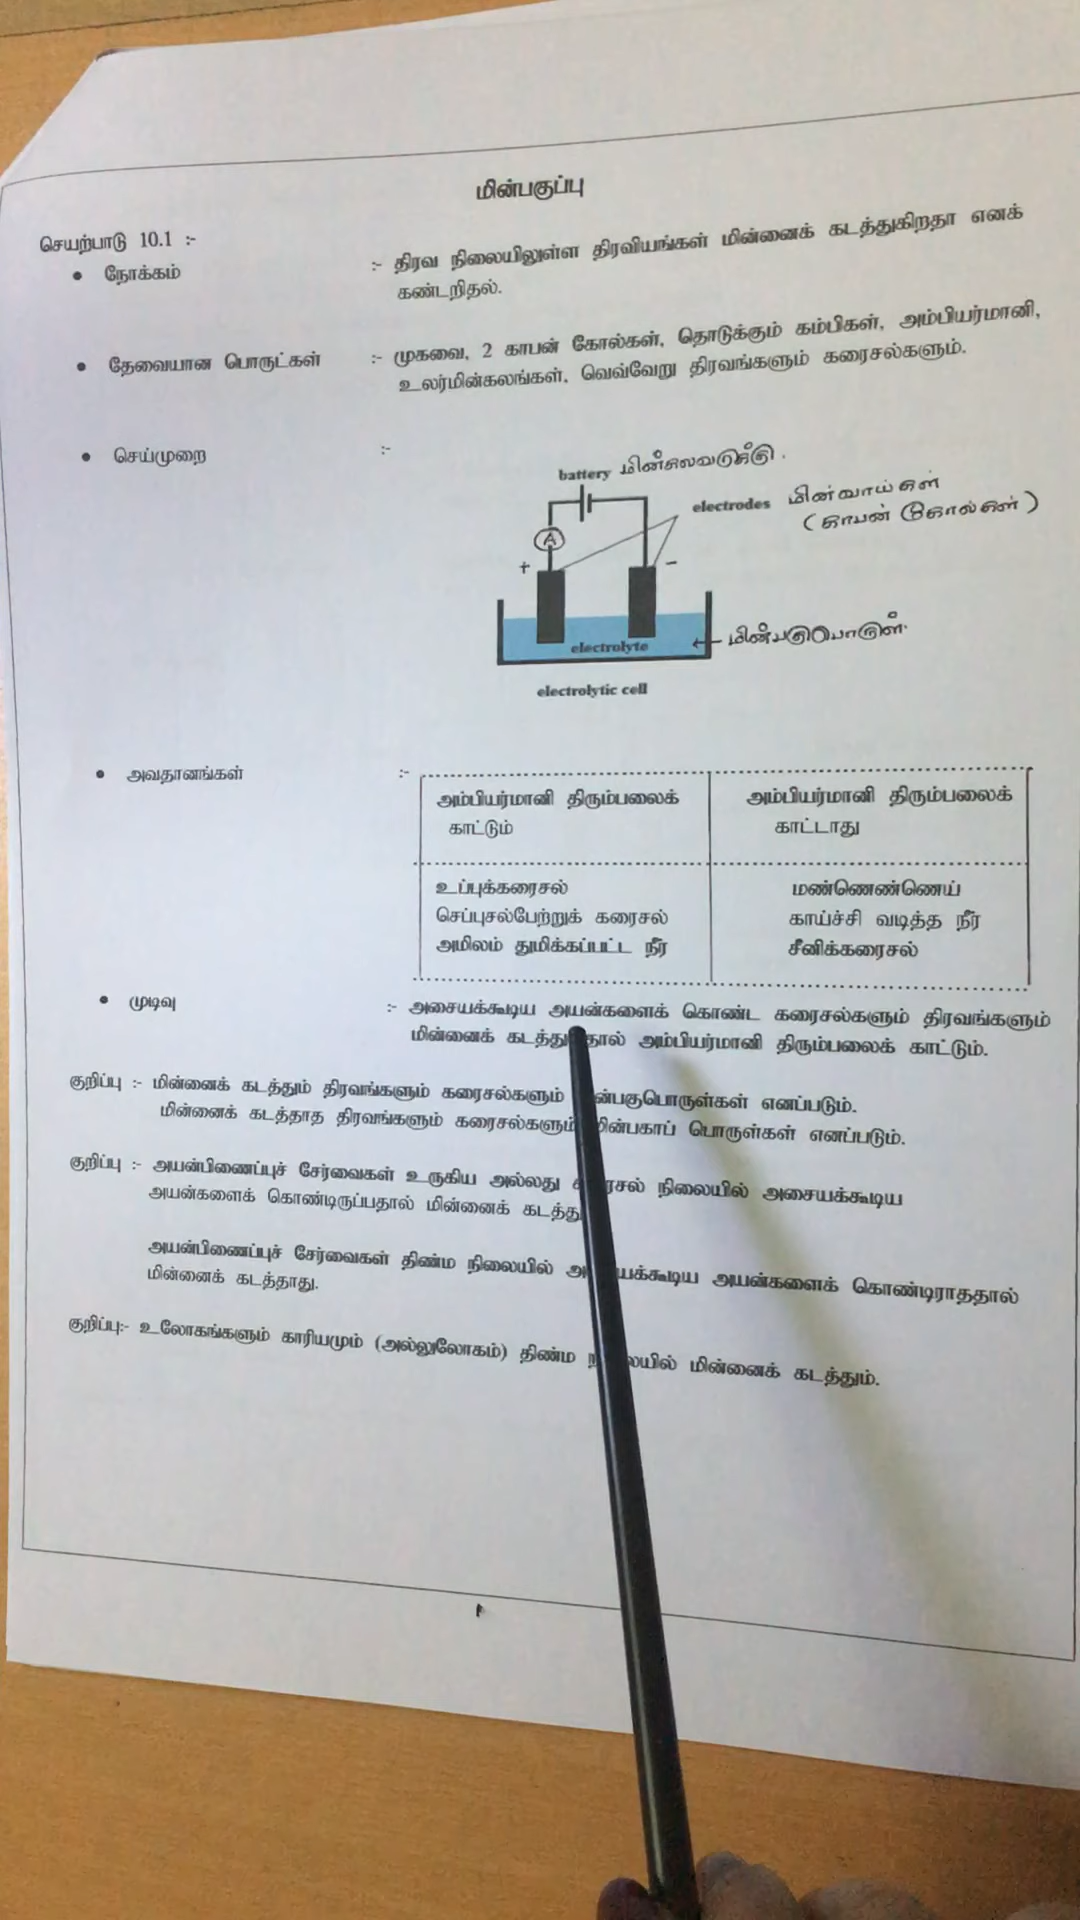 மின்பகுப்பு
செயற்பாடு 10.1 :-
• நோக்கம் :- திரவ நிலையிலுள்ள திரவியங்கள் மின்னைக் கடத்துகிறதா எனக்
கண்டறிதல்.
• தேவையான பொருட்கள் :- முகவை, 2 காபன் கோல்கள், தொடுக்கும் கம்பிகள், அம்பியர்மானி,
உலர்மின்கலங்கள், வெவ்வேறு திரவங்களும் கரைசல்களும்.
• செய்முறை :-
battery மின்கலவடுக்கு.
electrodes மின்வாய்கள்
(காபன் கோல்கள்)
A
+ −
electrolyte மின்பகுபொருள்.
electrolytic cell
• அவதானங்கள் :-
அம்பியர்மானி திரும்பலைக் அம்பியர்மானி திரும்பலைக்
காட்டும் காட்டாது
உப்புக்கரைசல் மண்ணெண்ணெய்
செப்புசல்பேற்றுக் கரைசல் காய்ச்சி வடித்த நீர்
அமிலம் துமிக்கப்பட்ட நீர் சீனிக்கரைசல்
• முடிவு :- அசையக்கூடிய அயன்களைக் கொண்ட கரைசல்களும் திரவங்களும்
மின்னைக் கடத்து தால் அம்பியர்மானி திரும்பலைக் காட்டும்.
குறிப்பு :- மின்னைக் கடத்தும் திரவங்களும் கரைசல்களும் ன்பகுபொருள்கள் எனப்படும்.
மின்னைக் கடத்தாத திரவங்களும் கரைசல்களும் மின்பகாப் பொருள்கள் எனப்படும்.
குறிப்பு :- அயன்பிணைப்புச் சேர்வைகள் உருகிய அல்லது க ரசல் நிலையில் அசையக்கூடிய
அயன்களைக் கொண்டிருப்பதால் மின்னைக் கடத்து
அயன்பிணைப்புச் சேர்வைகள் திண்ம நிலையில் அ யக்கூடிய அயன்களைக் கொண்டிராததால்
மின்னைக் கடத்தாது.
குறிப்பு:- உலோகங்களும் காரியமும் (அல்லுலோகம்) திண்ம ந லையில் மின்னைக் கடத்தும்.